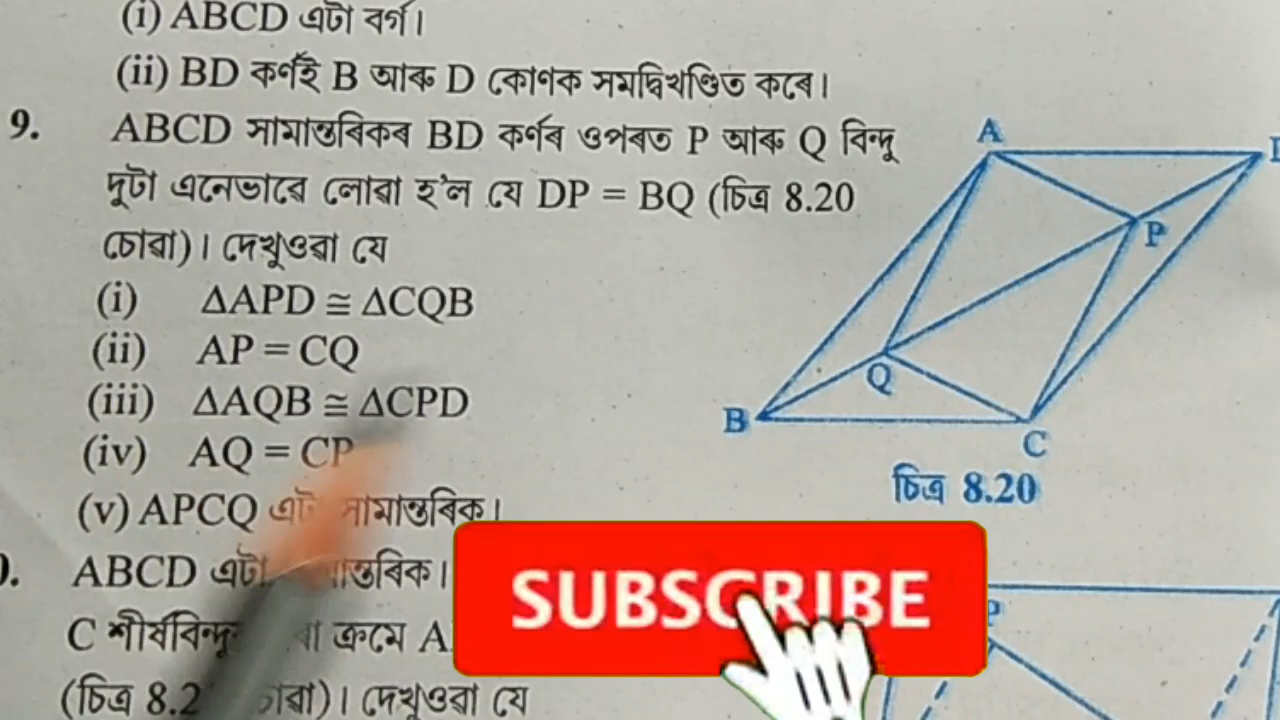 (i) ABCD এটা বৰ্গ।
(ii) BD কৰ্ণই B আৰু D কোণক সমদ্বিখণ্ডিত কৰে।
9. ABCD সামান্তৰিকৰ BD কৰ্ণৰ ওপৰত P আৰু Q বিন্দু
দুটা এনেভাৱে লোৱা হ'ল যে DP = BQ (চিত্ৰ 8.20
চোৱা)। দেখুওৱা যে
(i) ΔAPD ≅ ΔCQB
(ii) AP = CQ
(iii) ΔAQB ≅ ΔCPD
(iv) AQ = CP
(v) APCQ এটা সামান্তৰিক।
A
P
Q
B
C
চিত্ৰ 8.20
ABCD এটা
C শীৰ্ষবিন্দু ক্ৰমে A
(চিত্ৰ 8.2 দেখুওৱা যে
SUBSCRIBE
P